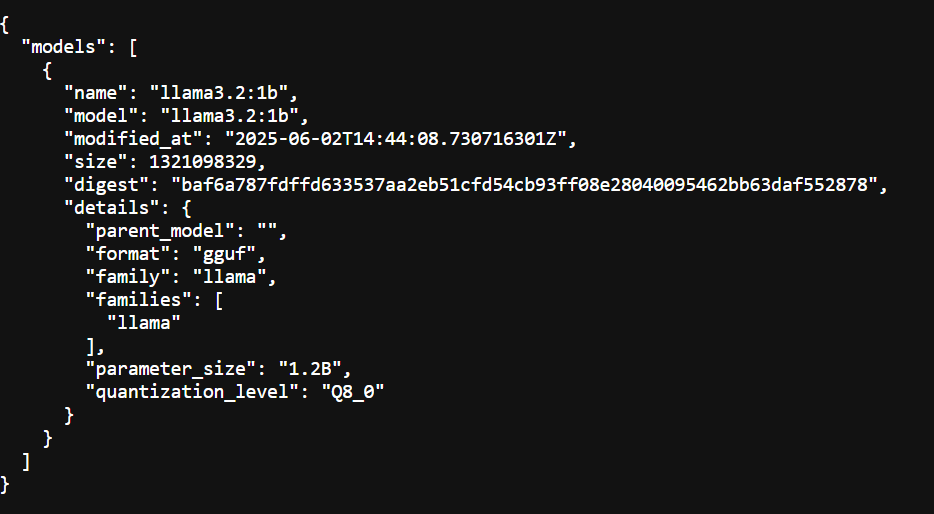 {
  "models": [
    {
      "name": "llama3.2:1b",
      "model": "llama3.2:1b",
      "modified_at": "2025-06-02T14:44:08.730716301Z",
      "size": 1321098329,
      "digest": "baf6a787fdffd633537aa2eb51cfd54cb93ff08e28040095462bb63daf552878",
      "details": {
        "parent_model": "",
        "format": "gguf",
        "family": "llama",
        "families": [
          "llama"
        ],
        "parameter_size": "1.2B",
        "quantization_level": "Q8_0"
      }
    }
  ]
}